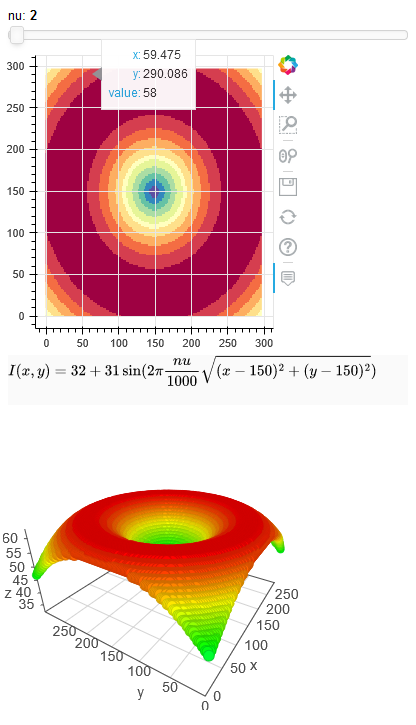 nu: 2
x: 59.475
y: 290.086
value: 58
300
250
200
150
100
50
0
0 50 100 150 200 250 300
I(x, y) = 32 + 31 sin(2π nu/1000 √((x − 150)² + (y − 150)²))
60
55
50
45
40
35
z
250
200
150
100
50
0
y
250
200
150
100
50
0
x